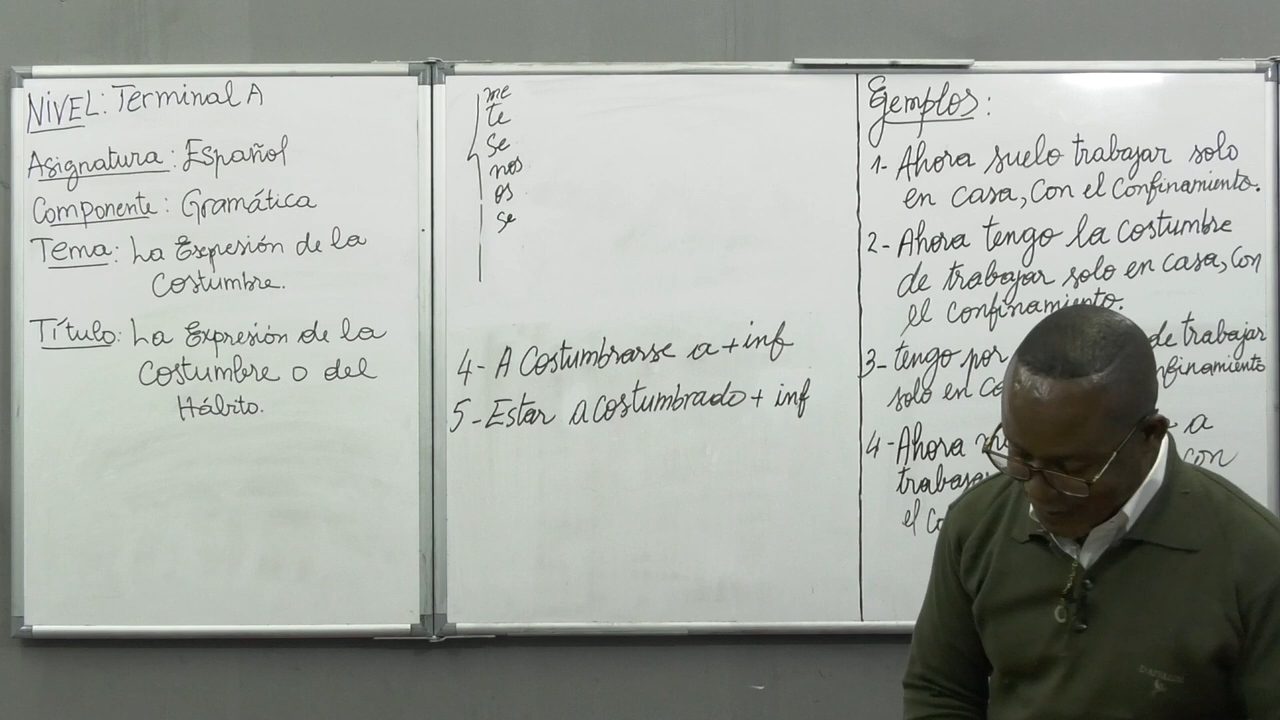 NIVEL: Terminal A
Asignatura: Español
Componente: Gramática
Tema: La Expresión de la
Costumbre.
Título: La Expresión de la
Costumbre o del
Hábito.
me
te
se
nos
os
se
4- A Costumbrarse a + inf
5- Estar acostumbrado + inf
Ejemplos:
1- Ahora suelo trabajar solo
en casa, con el confinamiento.
2- Ahora tengo la costumbre
de trabajar solo en casa, con
el confinamiento.
3- tengo por de trabajar
solo en
4- Ahora a
con
el